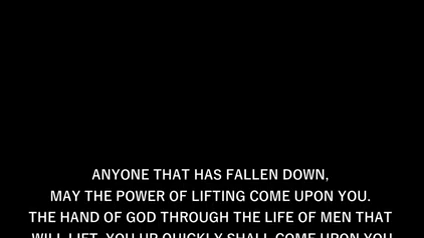 ANYONE THAT HAS FALLEN DOWN,
MAY THE POWER OF LIFTING COME UPON YOU.
THE HAND OF GOD THROUGH THE LIFE OF MEN THAT
WILL LIFT YOU UP QUICKLY SHALL COME UPON YOU